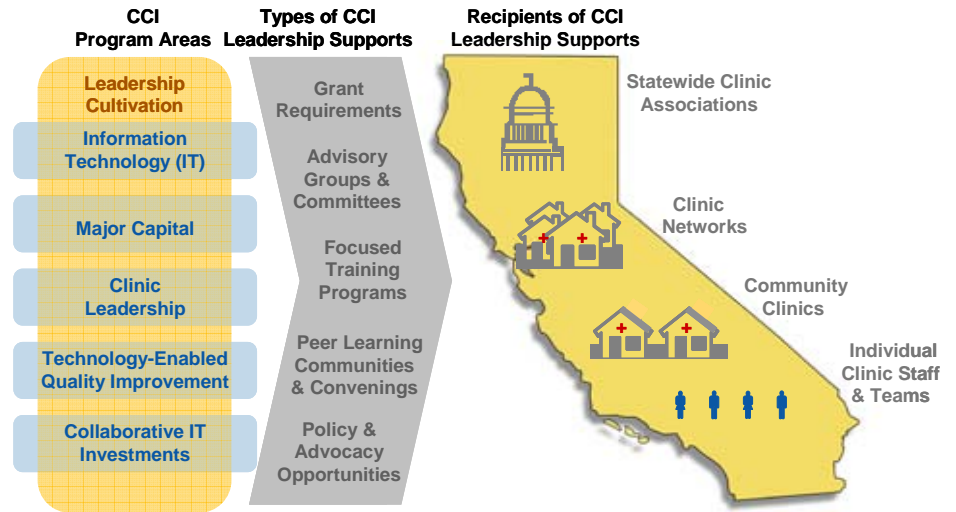 CCI
Program Areas
Types of CCI
Leadership Supports
Recipients of CCI
Leadership Supports
Leadership
Cultivation
Information
Technology (IT)
Major Capital
Clinic
Leadership
Technology-Enabled
Quality Improvement
Collaborative IT
Investments
Grant
Requirements
Advisory
Groups &
Committees
Focused
Training
Programs
Peer Learning
Communities
& Convenings
Policy &
Advocacy
Opportunities
Statewide Clinic
Associations
Clinic
Networks
Community
Clinics
Individual
Clinic Staff
& Teams